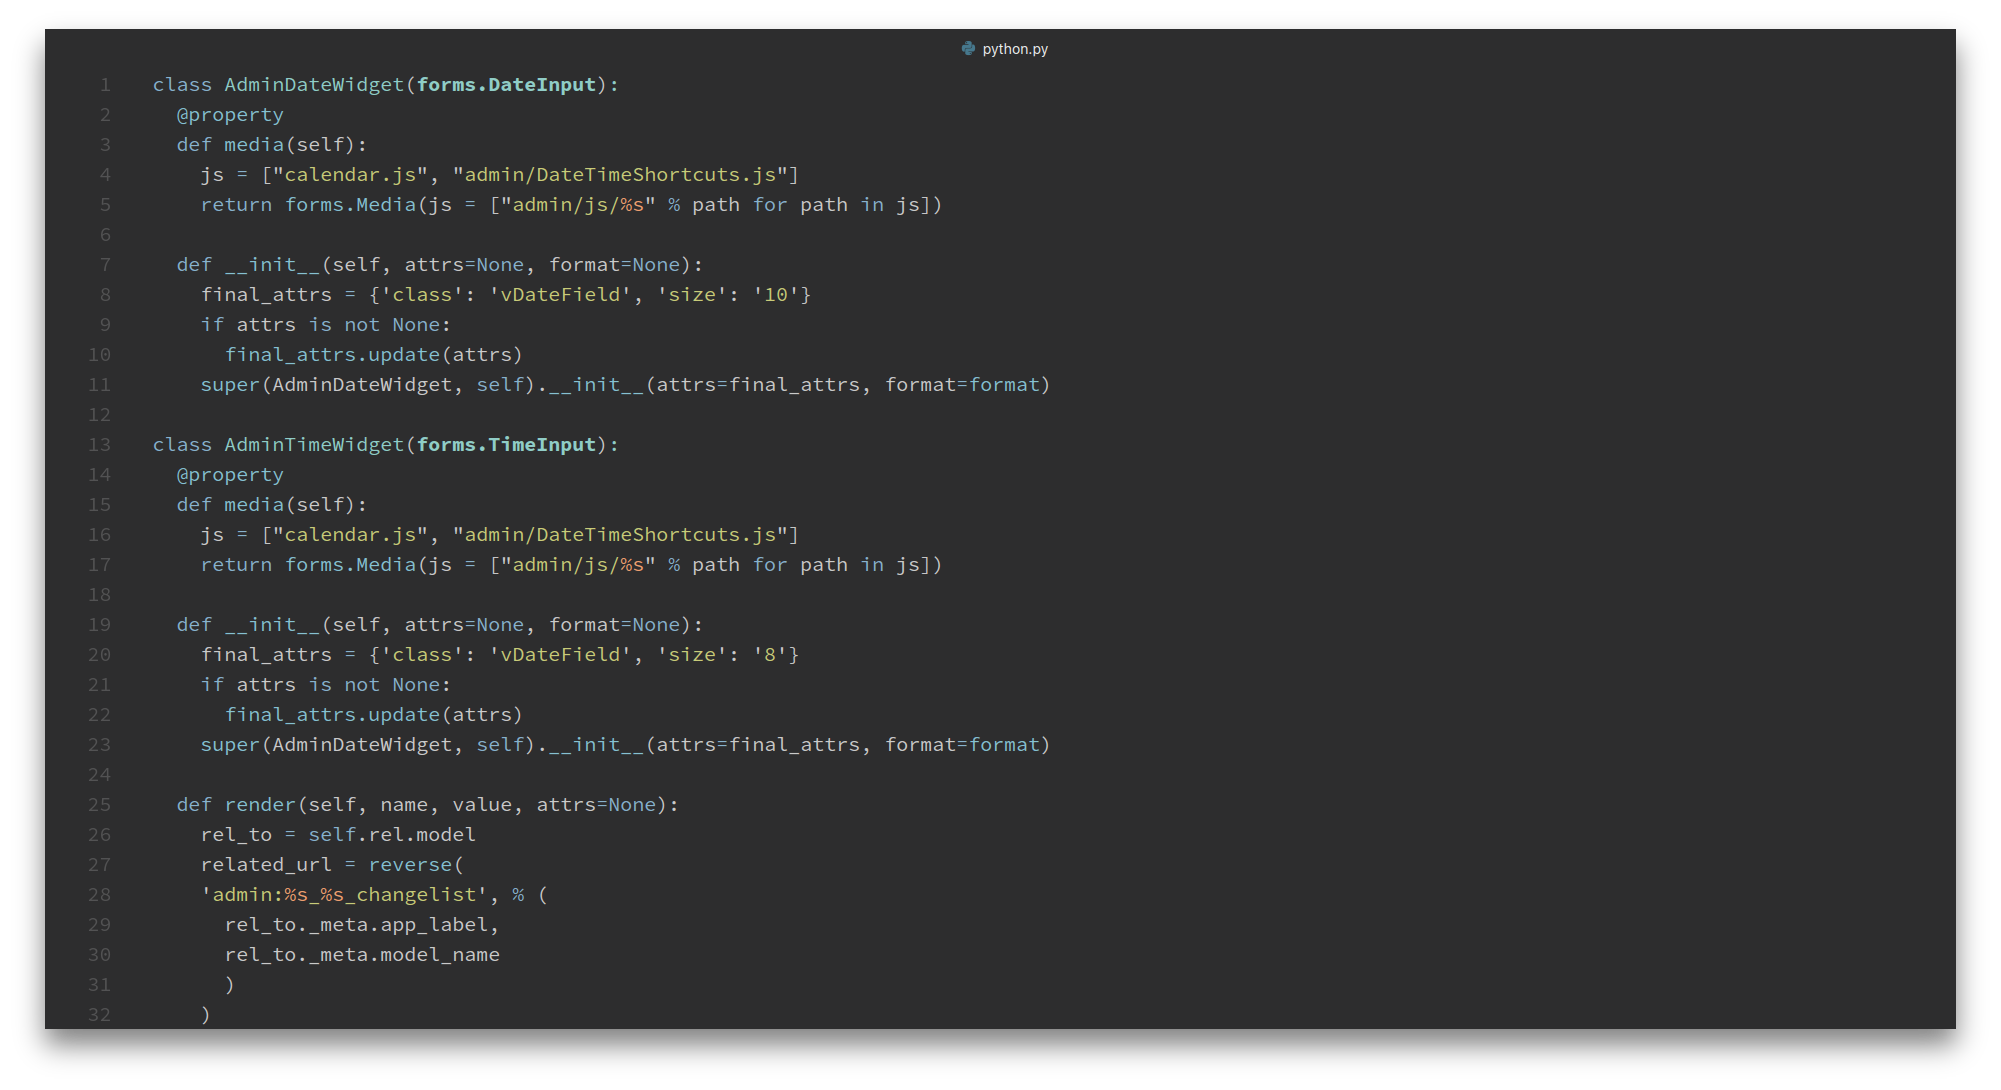 python.py
1 class AdminDateWidget(forms.DateInput):
2 @property
3 def media(self):
4 js = ["calendar.js", "admin/DateTimeShortcuts.js"]
5 return forms.Media(js = ["admin/js/%s" % path for path in js])
6
7 def __init__(self, attrs=None, format=None):
8 final_attrs = {'class': 'vDateField', 'size': '10'}
9 if attrs is not None:
10 final_attrs.update(attrs)
11 super(AdminDateWidget, self).__init__(attrs=final_attrs, format=format)
12
13 class AdminTimeWidget(forms.TimeInput):
14 @property
15 def media(self):
16 js = ["calendar.js", "admin/DateTimeShortcuts.js"]
17 return forms.Media(js = ["admin/js/%s" % path for path in js])
18
19 def __init__(self, attrs=None, format=None):
20 final_attrs = {'class': 'vDateField', 'size': '8'}
21 if attrs is not None:
22 final_attrs.update(attrs)
23 super(AdminDateWidget, self).__init__(attrs=final_attrs, format=format)
24
25 def render(self, name, value, attrs=None):
26 rel_to = self.rel.model
27 related_url = reverse(
28 'admin:%s_%s_changelist', % (
29 rel_to._meta.app_label,
30 rel_to._meta.model_name
31 )
32 )